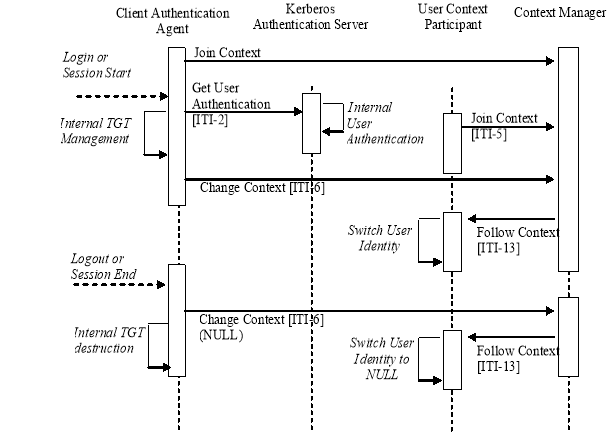 Client Authentication
Agent
Kerberos
Authentication Server
User Context
Participant
Context Manager
Join Context
Login or
Session Start
Get User
Authentication
[ITI-2]
Internal
User
Authentication
Internal TGT
Management
Join Context
[ITI-5]
Change Context [ITI-6]
Switch User
Identity
Follow Context
[ITI-13]
Logout or
Session End
Change Context [ITI-6]
(NULL)
Internal TGT
destruction
Switch User
Identity to
NULL
Follow Context
[ITI-13]